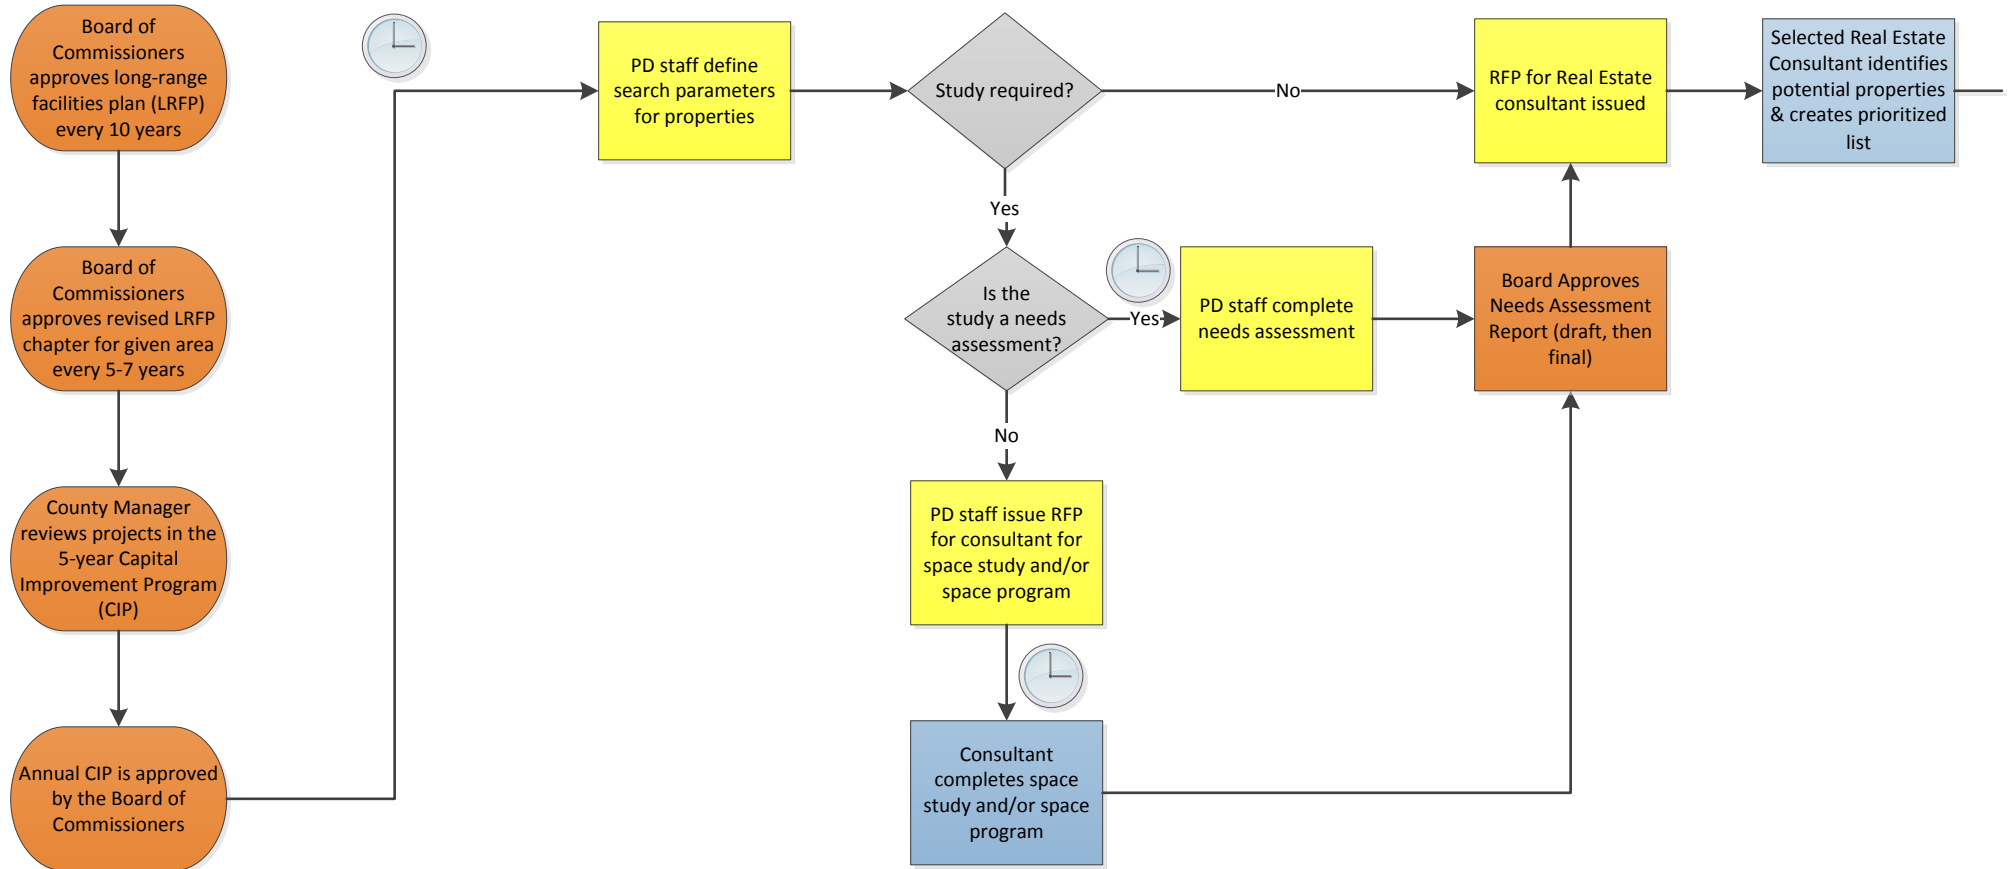 Board of
Commissioners
approves long-range
facilities plan (LRFP)
every 10 years
Board of
Commissioners
approves revised LRFP
chapter for given area
every 5-7 years
County Manager
reviews projects in the
5-year Capital
Improvement Program
(CIP)
Annual CIP is approved
by the Board of
Commissioners
PD staff define
search parameters
for properties
Study required?
No
Yes
Is the
study a needs
assessment?
Yes
No
PD staff complete
needs assessment
PD staff issue RFP
for consultant for
space study and/or
space program
Consultant
completes space
study and/or space
program
Board Approves
Needs Assessment
Report (draft, then
final)
RFP for Real Estate
consultant issued
Selected Real Estate
Consultant identifies
potential properties
& creates prioritized
list